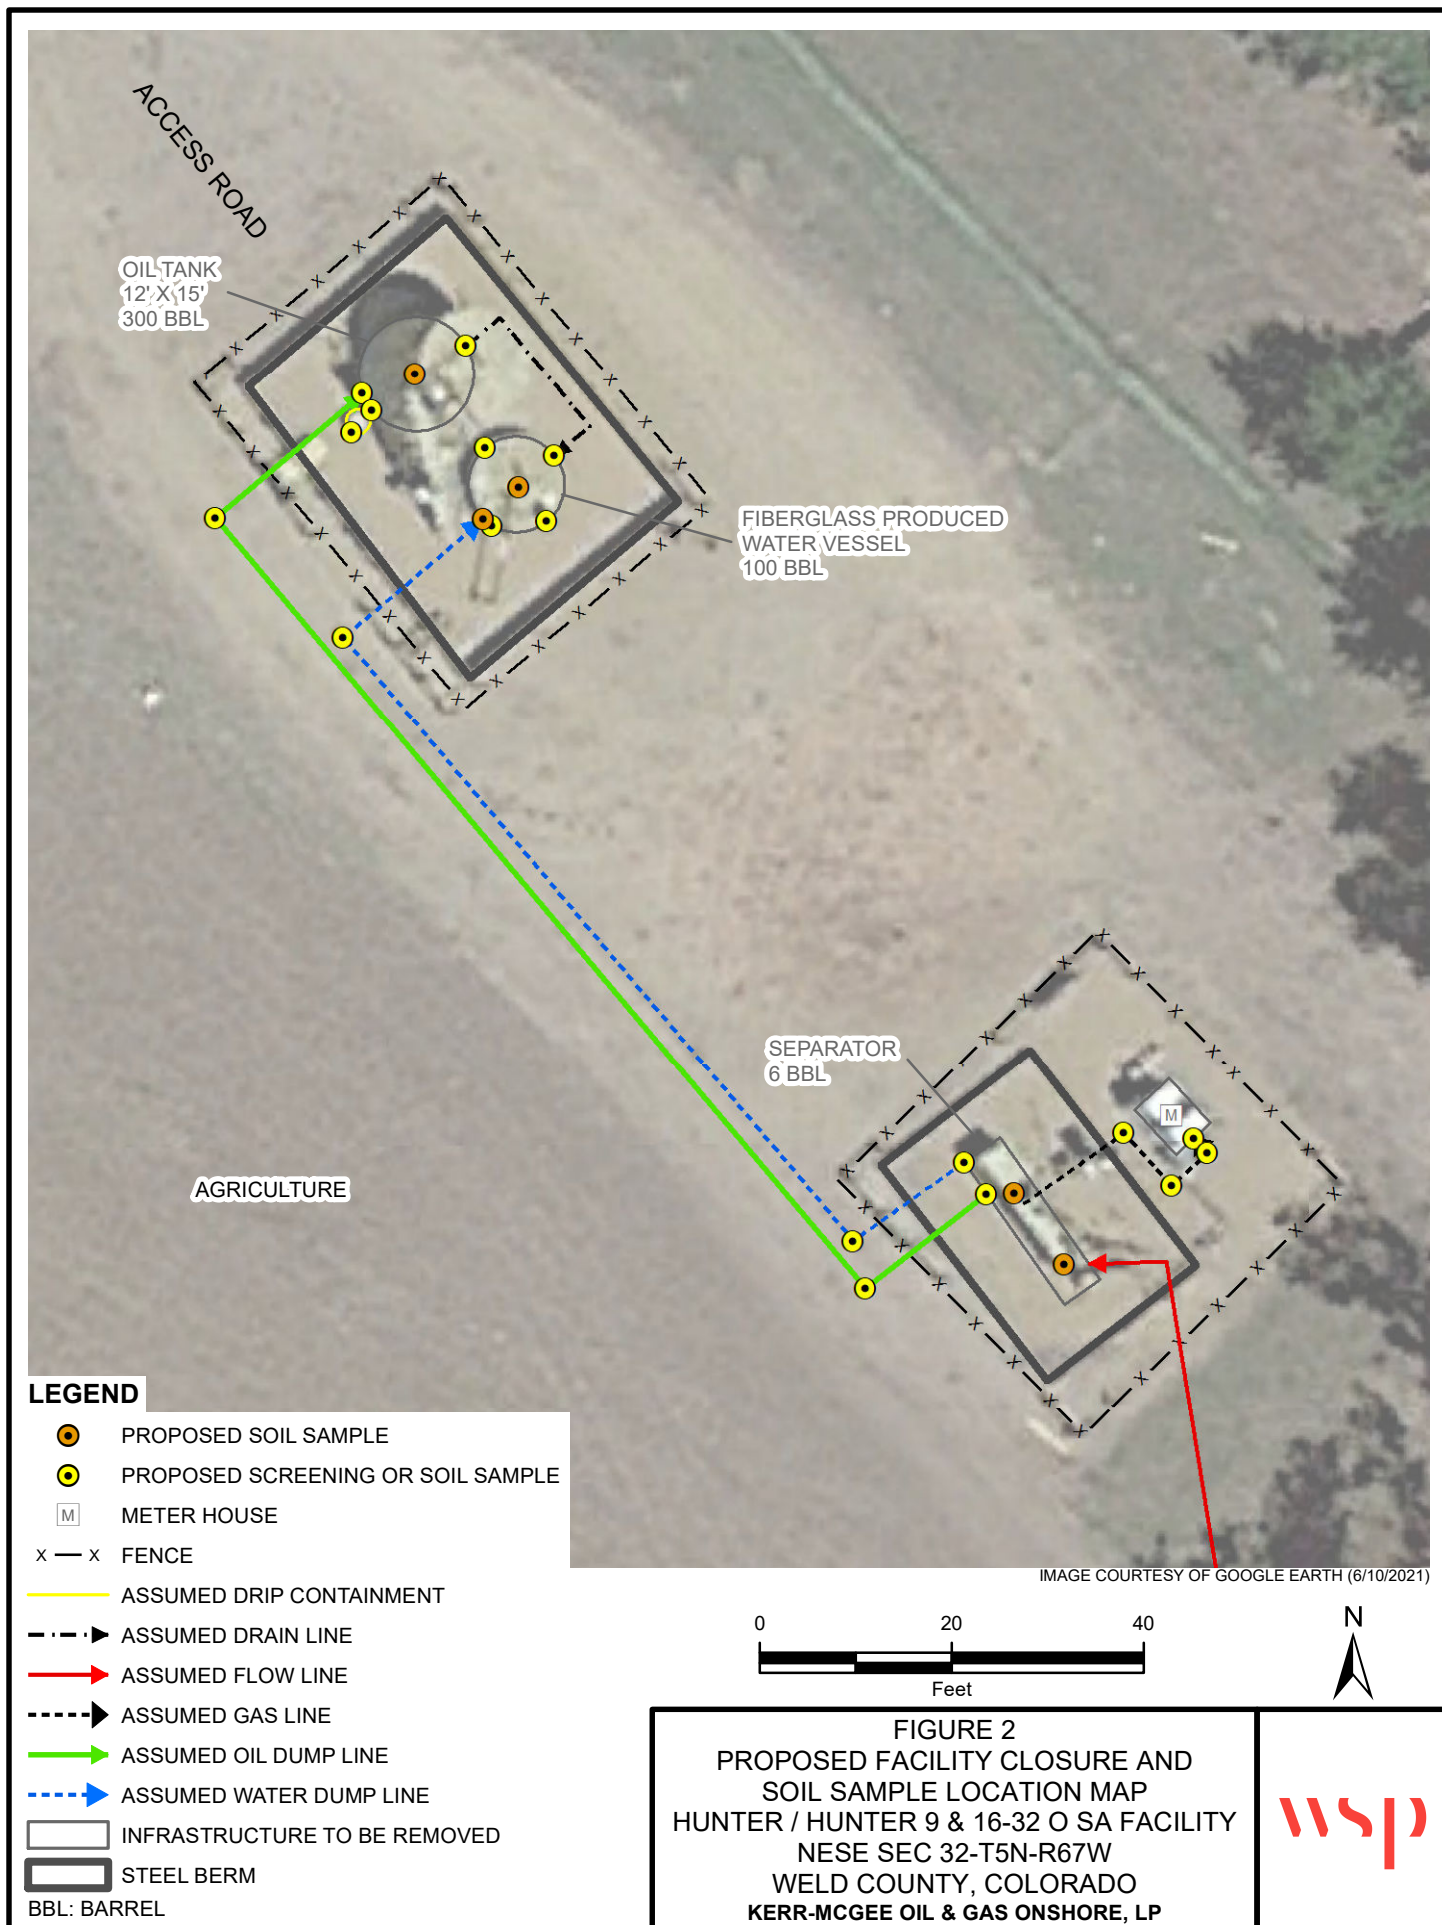 ACCESS ROAD
OIL TANK
12' X 15'
300 BBL
FIBERGLASS PRODUCED
WATER VESSEL
100 BBL
SEPARATOR
6 BBL
M
AGRICULTURE
LEGEND
PROPOSED SOIL SAMPLE
PROPOSED SCREENING OR SOIL SAMPLE
M METER HOUSE
X — X FENCE
ASSUMED DRIP CONTAINMENT
ASSUMED DRAIN LINE
ASSUMED FLOW LINE
ASSUMED GAS LINE
ASSUMED OIL DUMP LINE
ASSUMED WATER DUMP LINE
INFRASTRUCTURE TO BE REMOVED
STEEL BERM
BBL: BARREL
IMAGE COURTESY OF GOOGLE EARTH (6/10/2021)
0 20 40
Feet
N
FIGURE 2
PROPOSED FACILITY CLOSURE AND
SOIL SAMPLE LOCATION MAP
HUNTER / HUNTER 9 & 16-32 O SA FACILITY
NESE SEC 32-T5N-R67W
WELD COUNTY, COLORADO
KERR-MCGEE OIL & GAS ONSHORE, LP
wsp